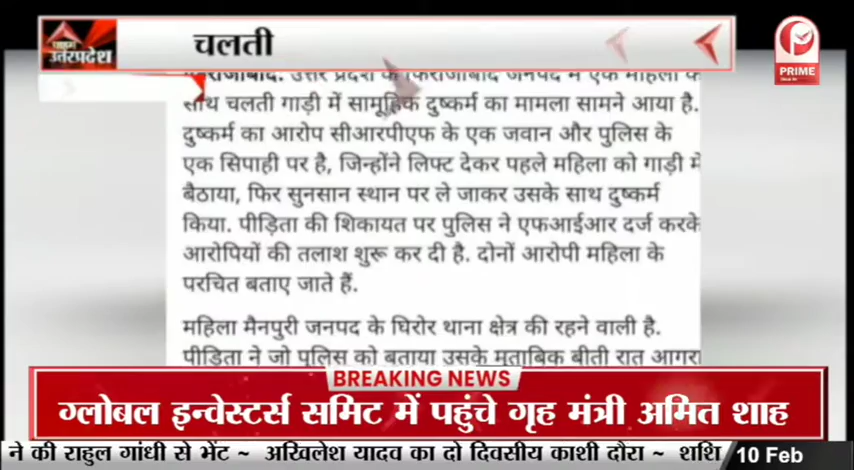 पाइम
उत्तरप्रदेश
चलती
PRIME
उत्तर प्रदेश के फिरोजाबाद जनपद में एक महिला के
साथ चलती गाड़ी में सामूहिक दुष्कर्म का मामला सामने आया है.
दुष्कर्म का आरोप सीआरपीएफ के एक जवान और पुलिस के
एक सिपाही पर है, जिन्होंने लिफ्ट देकर पहले महिला को गाड़ी में
बैठाया, फिर सुनसान स्थान पर ले जाकर उसके साथ दुष्कर्म
किया. पीड़िता की शिकायत पर पुलिस ने एफआईआर दर्ज करके
आरोपियों की तलाश शुरू कर दी है. दोनों आरोपी महिला के
परचित बताए जाते हैं.
महिला मैनपुरी जनपद के घिरोर थाना क्षेत्र की रहने वाली है.
पीड़िता ने जो पुलिस को बताया उसके मुताबिक बीती रात आगरा
BREAKING NEWS
ग्लोबल इन्वेस्टर्स समिट में पहुंचे गृह मंत्री अमित शाह
ने की राहुल गांधी से भेंट ~ अखिलेश यादव का दो दिवसीय काशी दौरा ~ शशि
10 Feb